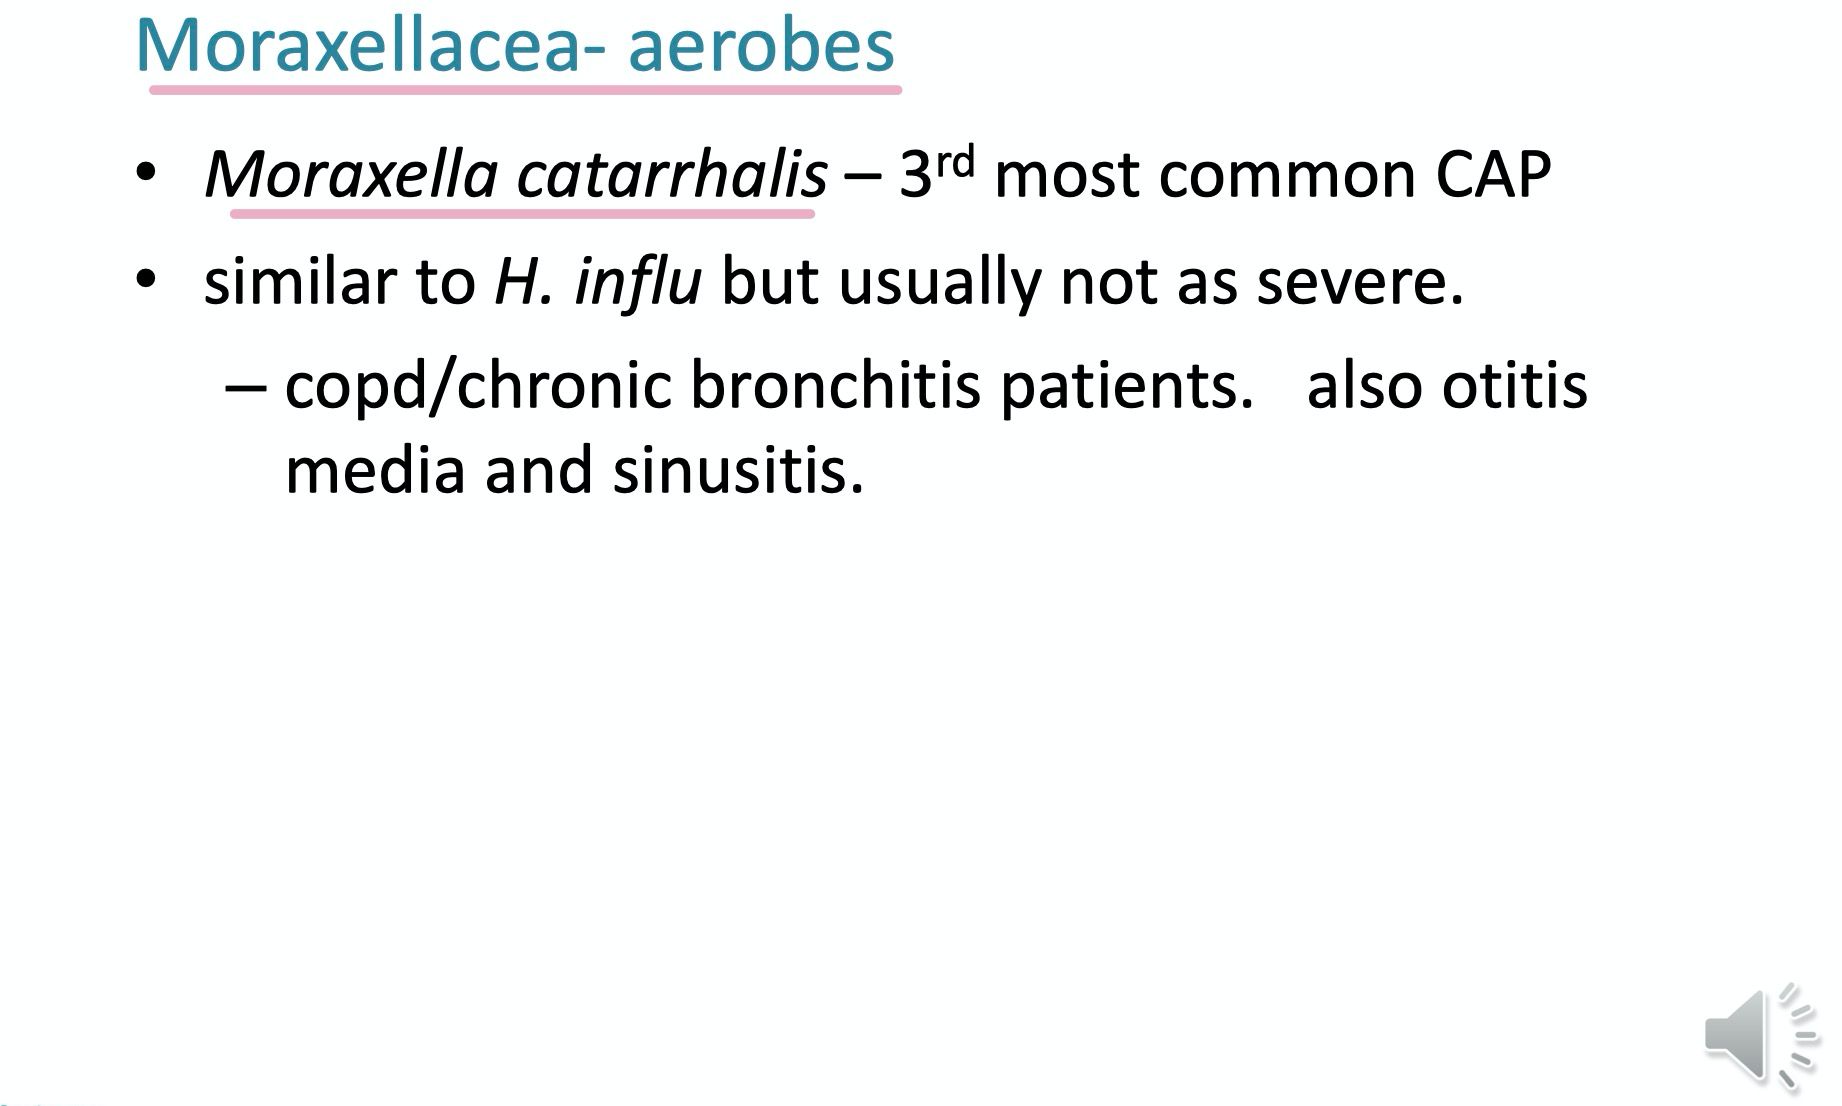 Moraxellacea- aerobes
• Moraxella catarrhalis – 3rd most common CAP
• similar to H. influ but usually not as severe.
– copd/chronic bronchitis patients.   also otitis
media and sinusitis.